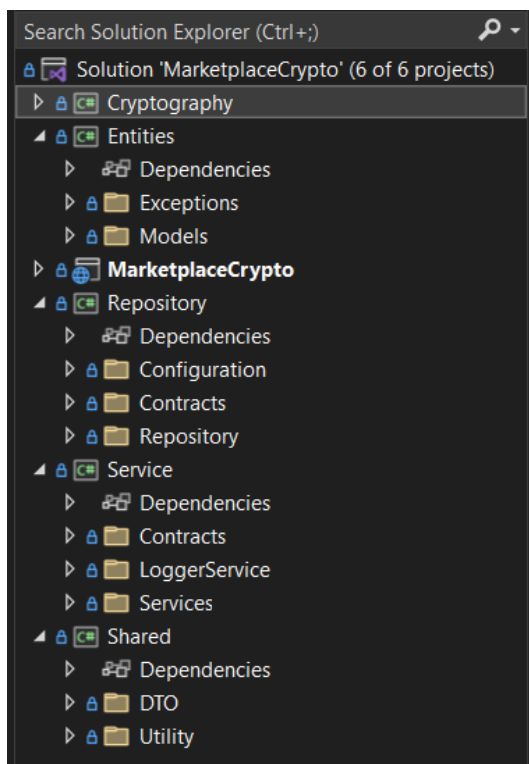 Search Solution Explorer (Ctrl+;)
Solution 'MarketplaceCrypto' (6 of 6 projects)
C# Cryptography
C# Entities
Dependencies
Exceptions
Models
MarketplaceCrypto
C# Repository
Dependencies
Configuration
Contracts
Repository
C# Service
Dependencies
Contracts
LoggerService
Services
C# Shared
Dependencies
DTO
Utility